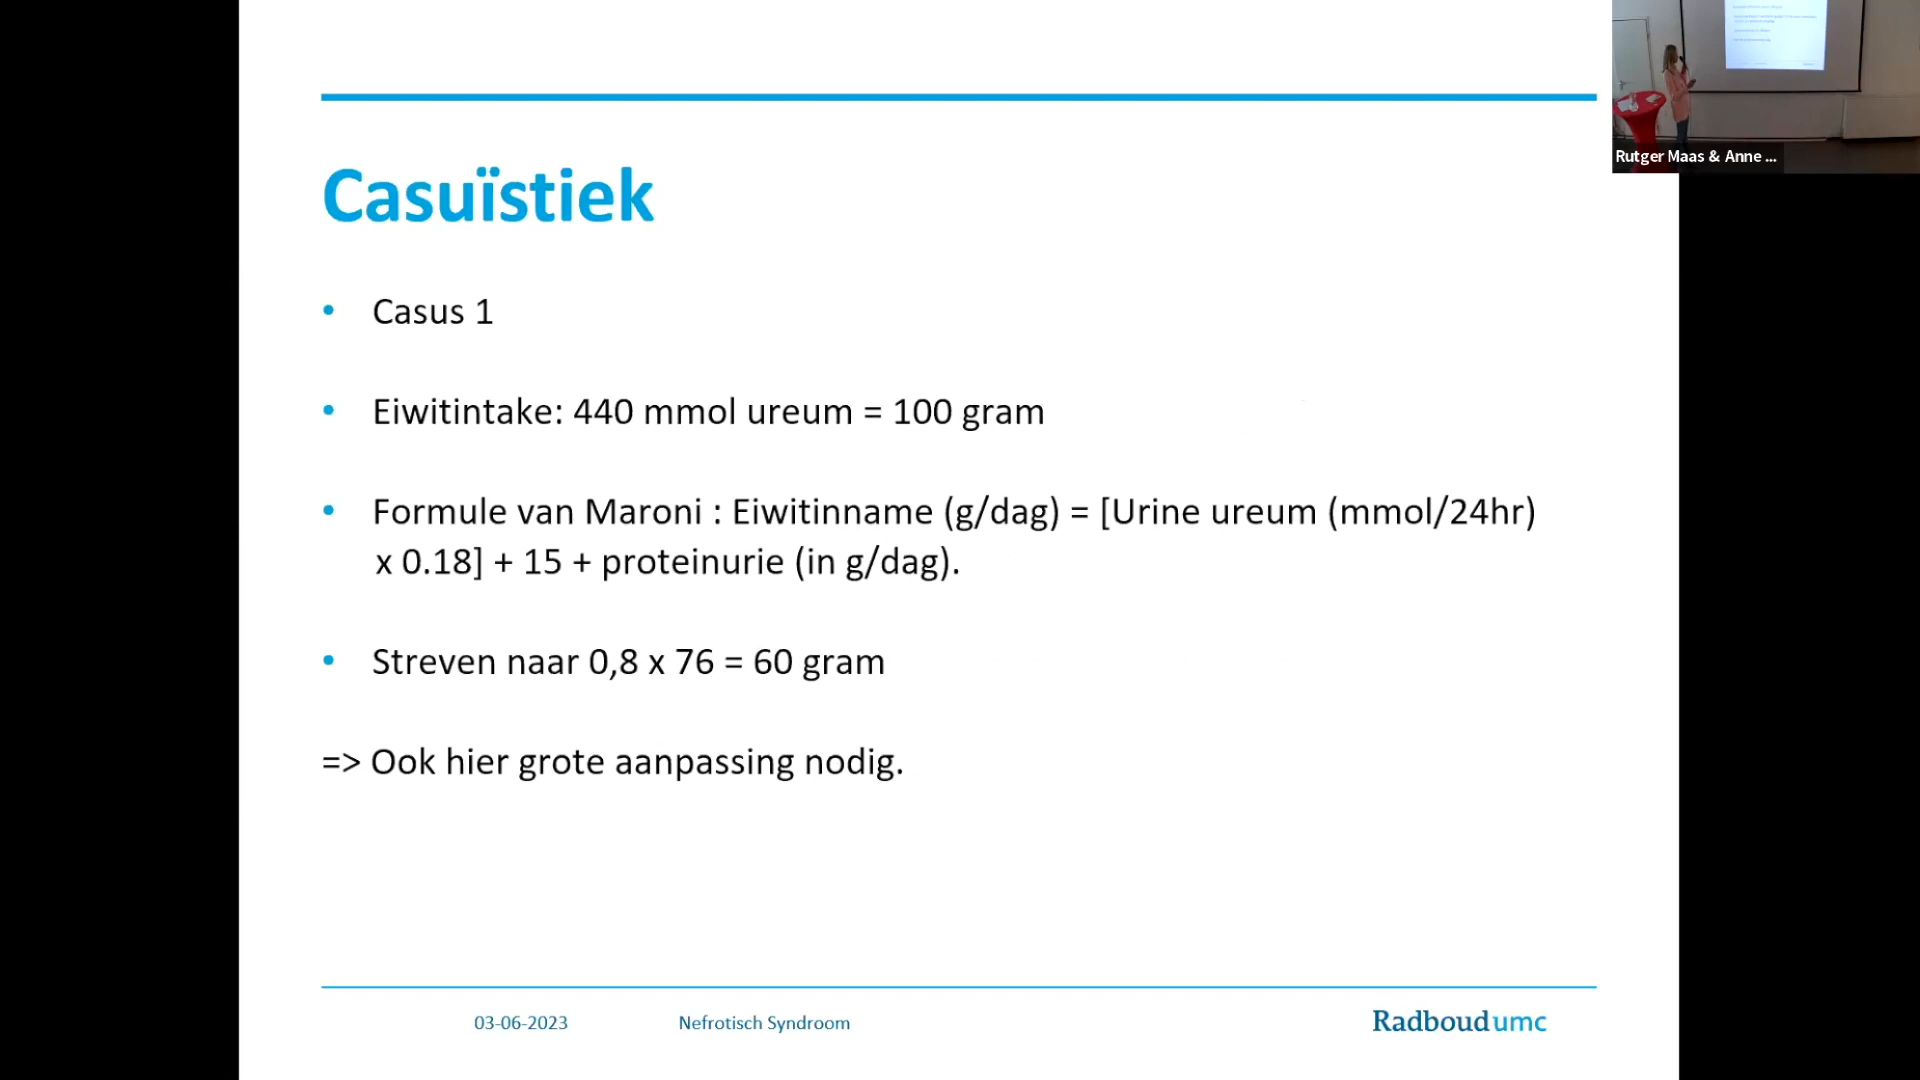 Rutger Maas & Anne ...
Casuïstiek
• Casus 1
• Eiwitintake: 440 mmol ureum = 100 gram
• Formule van Maroni : Eiwitinname (g/dag) = [Urine ureum (mmol/24hr)
x 0.18] + 15 + proteinurie (in g/dag).
• Streven naar 0,8 x 76 = 60 gram
=> Ook hier grote aanpassing nodig.
03-06-2023 Nefrotisch Syndroom Radboudumc